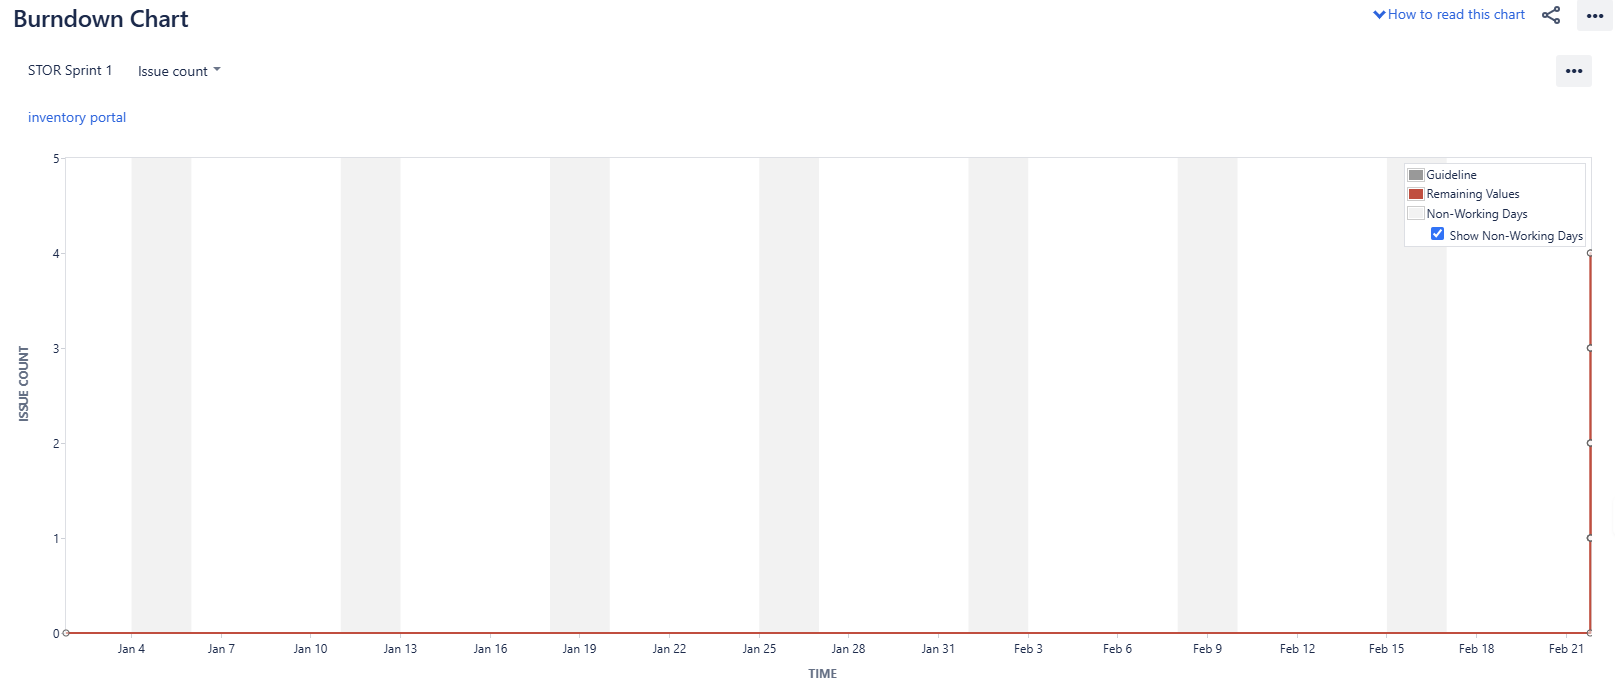 Burndown Chart
How to read this chart
STOR Sprint 1
Issue count
inventory portal
Guideline
Remaining Values
Non-Working Days
Show Non-Working Days
5
4
3
2
1
0
ISSUE COUNT
Jan 4 Jan 7 Jan 10 Jan 13 Jan 16 Jan 19 Jan 22 Jan 25 Jan 28 Jan 31 Feb 3 Feb 6 Feb 9 Feb 12 Feb 15 Feb 18 Feb 21
TIME